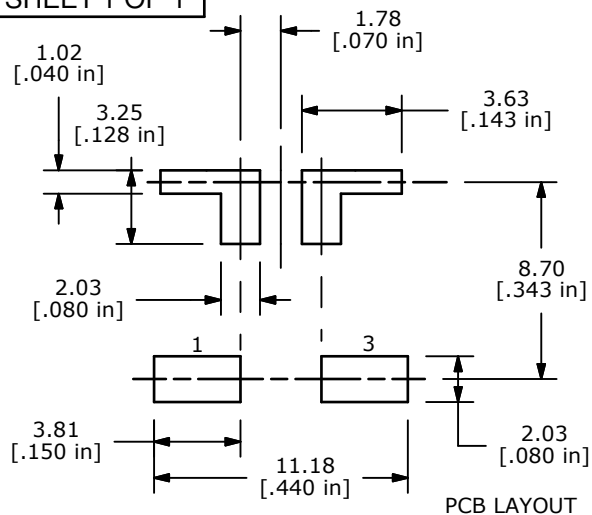 SHEET 1 OF 1
1.78
[.070 in]
1.02
[.040 in]
3.25
[.128 in]
3.63
[.143 in]
8.70
[.343 in]
2.03
[.080 in]
1
3
3.81
[.150 in]
11.18
[.440 in]
2.03
[.080 in]
PCB LAYOUT